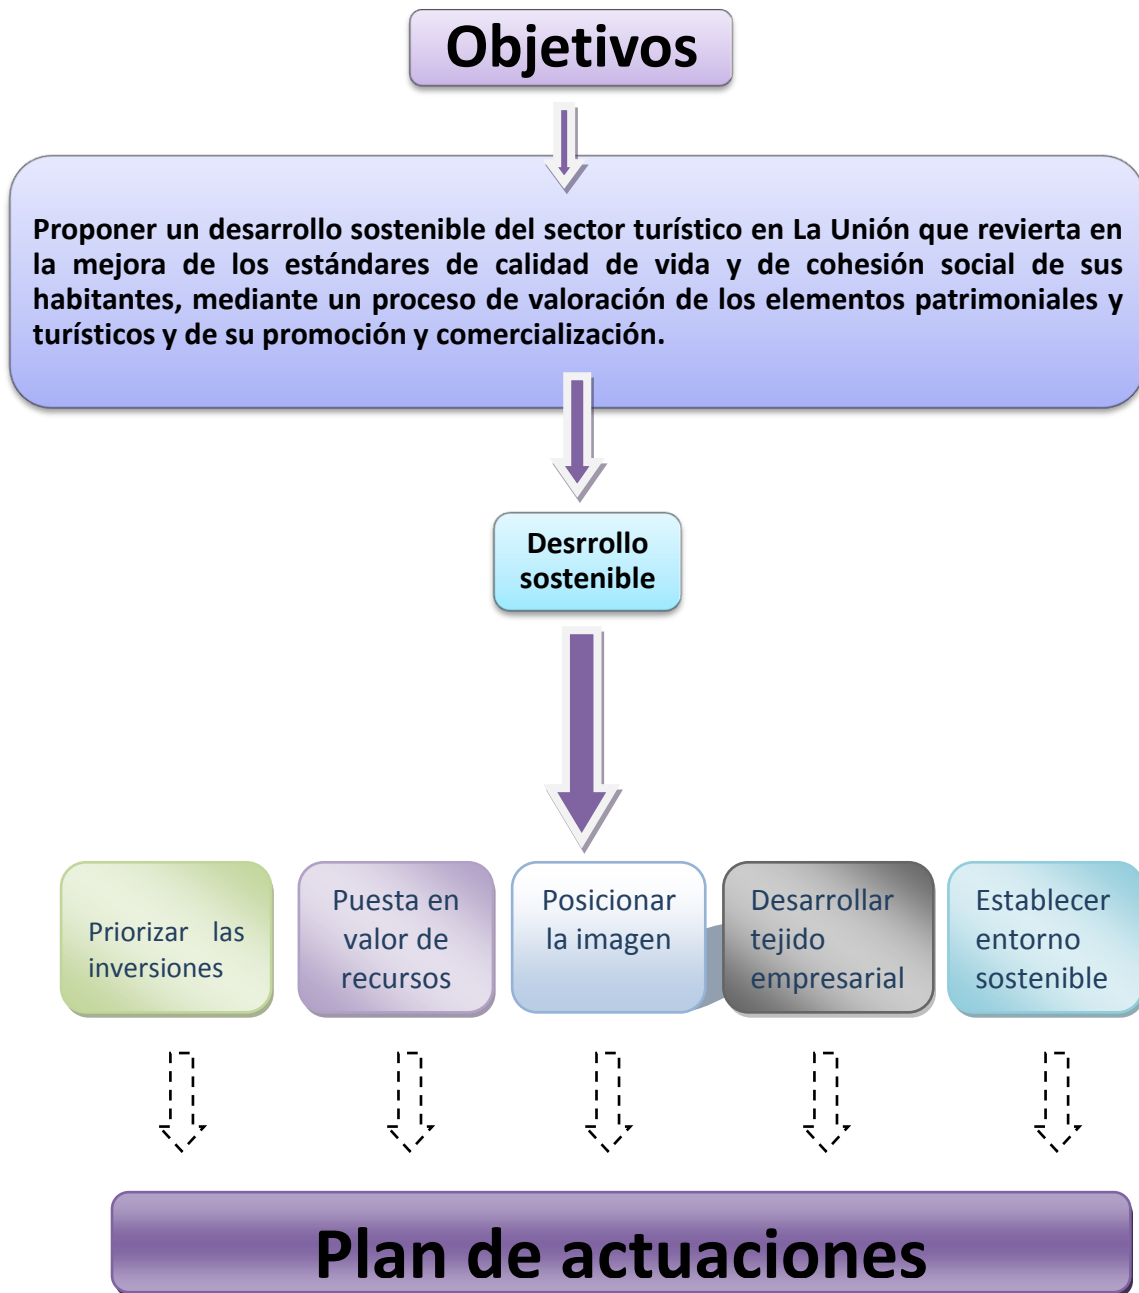 Objetivos
Proponer un desarrollo sostenible del sector turístico en La Unión que revierta en
la mejora de los estándares de calidad de vida y de cohesión social de sus
habitantes, mediante un proceso de valoración de los elementos patrimoniales y
turísticos y de su promoción y comercialización.
Desrrollo
sostenible
Priorizar las
inversiones
Puesta en
valor de
recursos
Posicionar
la imagen
Desarrollar
tejido
empresarial
Establecer
entorno
sostenible
Plan de actuaciones